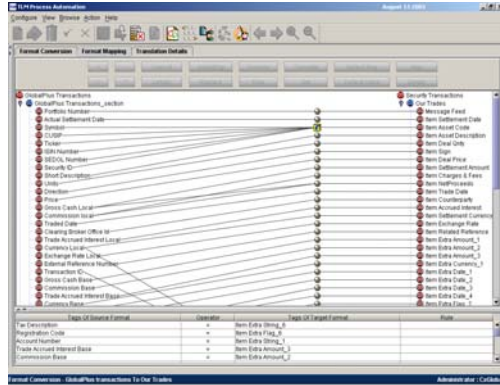 TLM Process Automation
August 11 2003
Configure View Browse Action Help
Format Conversion Format Mapping Translation Details
GlobalPlus Transactions
GlobalPlus Transactions_section
Portfolio Number
Actual Settlement Date
Symbol
CUSIP
Ticker
ISIN Number
SEDOL Number
Security ID
Short Description
Units
Direction
Price
Gross Cash Local
Commission local
Traded Date
Clearing Broker Office Id
Trade Accrued Interest Local
Currency Local
Exchange Rate Local
External Reference Number
Transaction ID
Gross Cash Base
Commission Base
Trade Accrued Interest Base
Currency Base
Security Transactions
Our Trades
Message Feed
Item Settlement Date
Item Asset Code
Item Asset Description
Item Deal Qnty
Item Sign
Item Deal Price
Item Settlement Amount
Item Charges & Fees
Item NetProceeds
Item Trade Date
Item Counterparty
Item Accrued Interest
Item Settlement Currency
Item Exchange Rate
Item Related Reference
Item Extra Amount_1
Item Extra Amount_2
Item Extra Amount_3
Item Extra Currency_1
Item Extra Date_1
Item Extra Date_2
Item Extra Date_3
Item Extra Date_4
Item Extra Flag_2
Tags Of Source Format Operator Tags Of Target Format Rule
Tax Description = Item Extra String_6
Registration Code = Item Extra Flag_6
Account Number = Item Extra String_1
Trade Accrued Interest Base = Item Extra Amount_3
Commission Base = Item Extra Amount_2
Format Conversion - GlobalPlus transactions To Our Trades
Administrator :